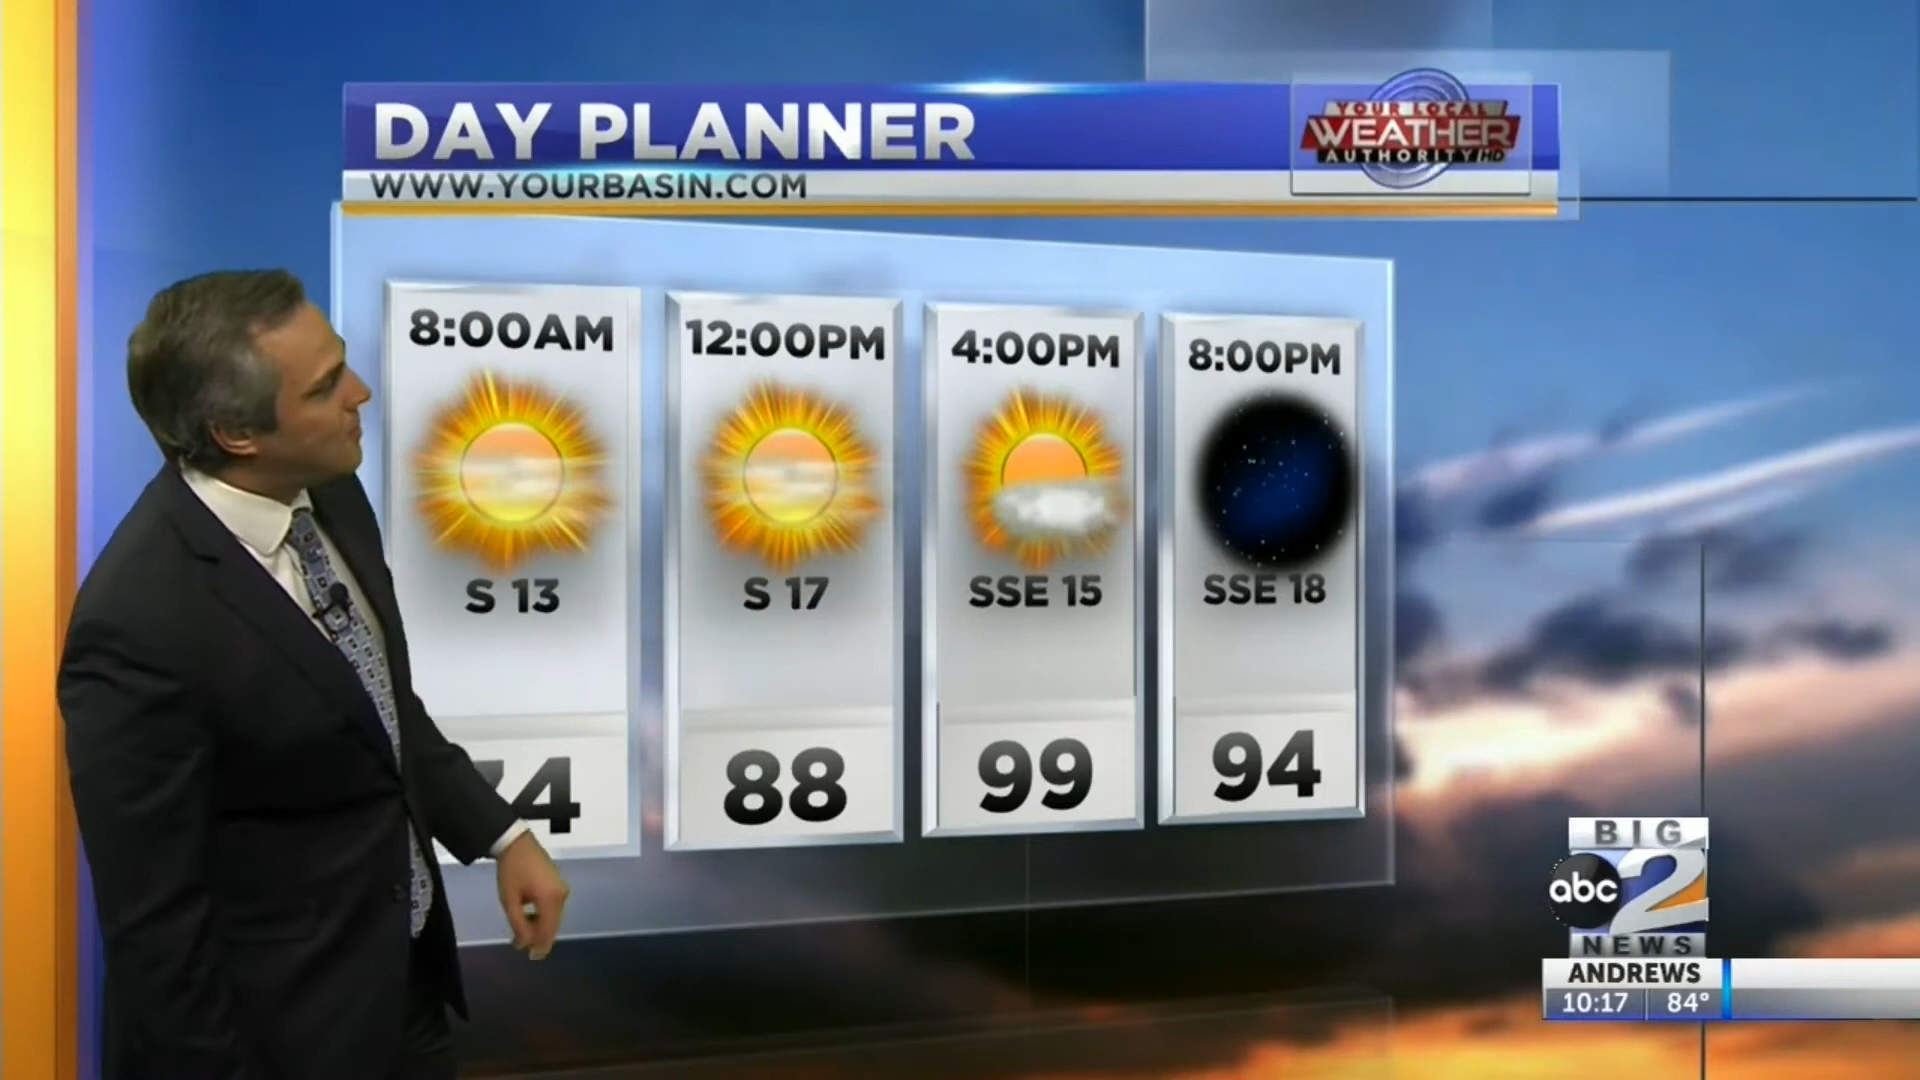 DAY PLANNER
WWW.YOURBASIN.COM
YOUR LOCAL
WEATHER
AUTHORITY HD
8:00AM
12:00PM
4:00PM
8:00PM
S 13
S 17
SSE 15
SSE 18
88
99
94
BIG
abc 2
NEWS
ANDREWS
10:17 84°